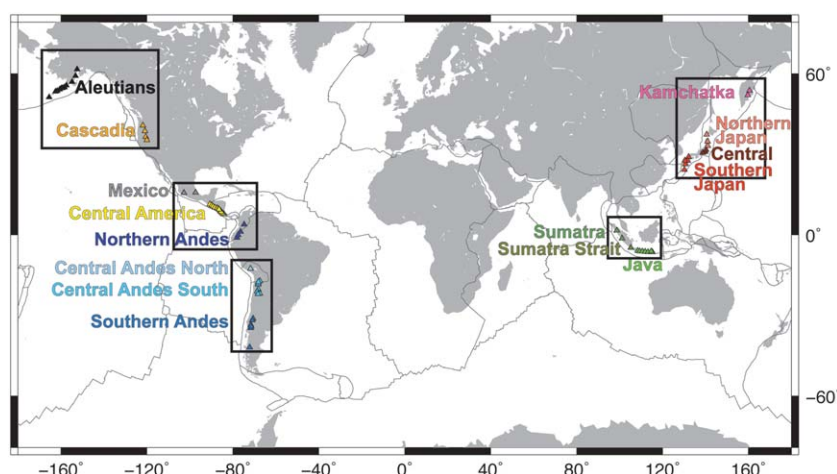 60°
Aleutians
Kamchatka
Cascadia
Northern
Japan
Central
Southern
Japan
Mexico
Central America
Northern Andes
Sumatra
Sumatra Strait
0°
Java
Central Andes North
Central Andes South
Southern Andes
−60°
−160° −120° −80° −40° 0° 40° 80° 120° 160°